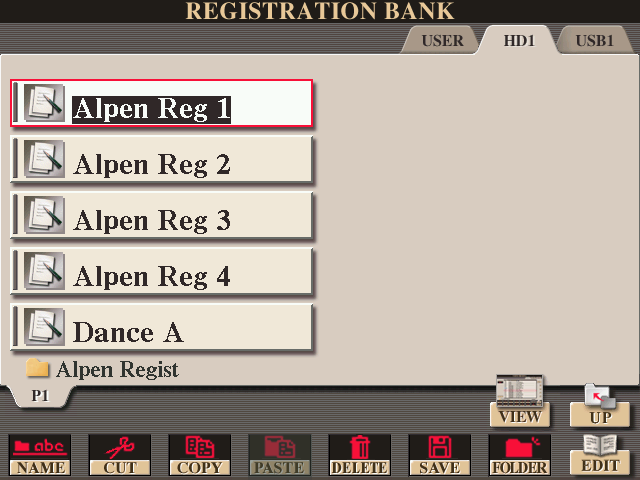 REGISTRATION BANK
USER HD1 USB1
Alpen Reg 1
Alpen Reg 2
Alpen Reg 3
Alpen Reg 4
Dance A
Alpen Regist
P1
VIEW UP
abc
NAME CUT COPY PASTE DELETE SAVE FOLDER EDIT